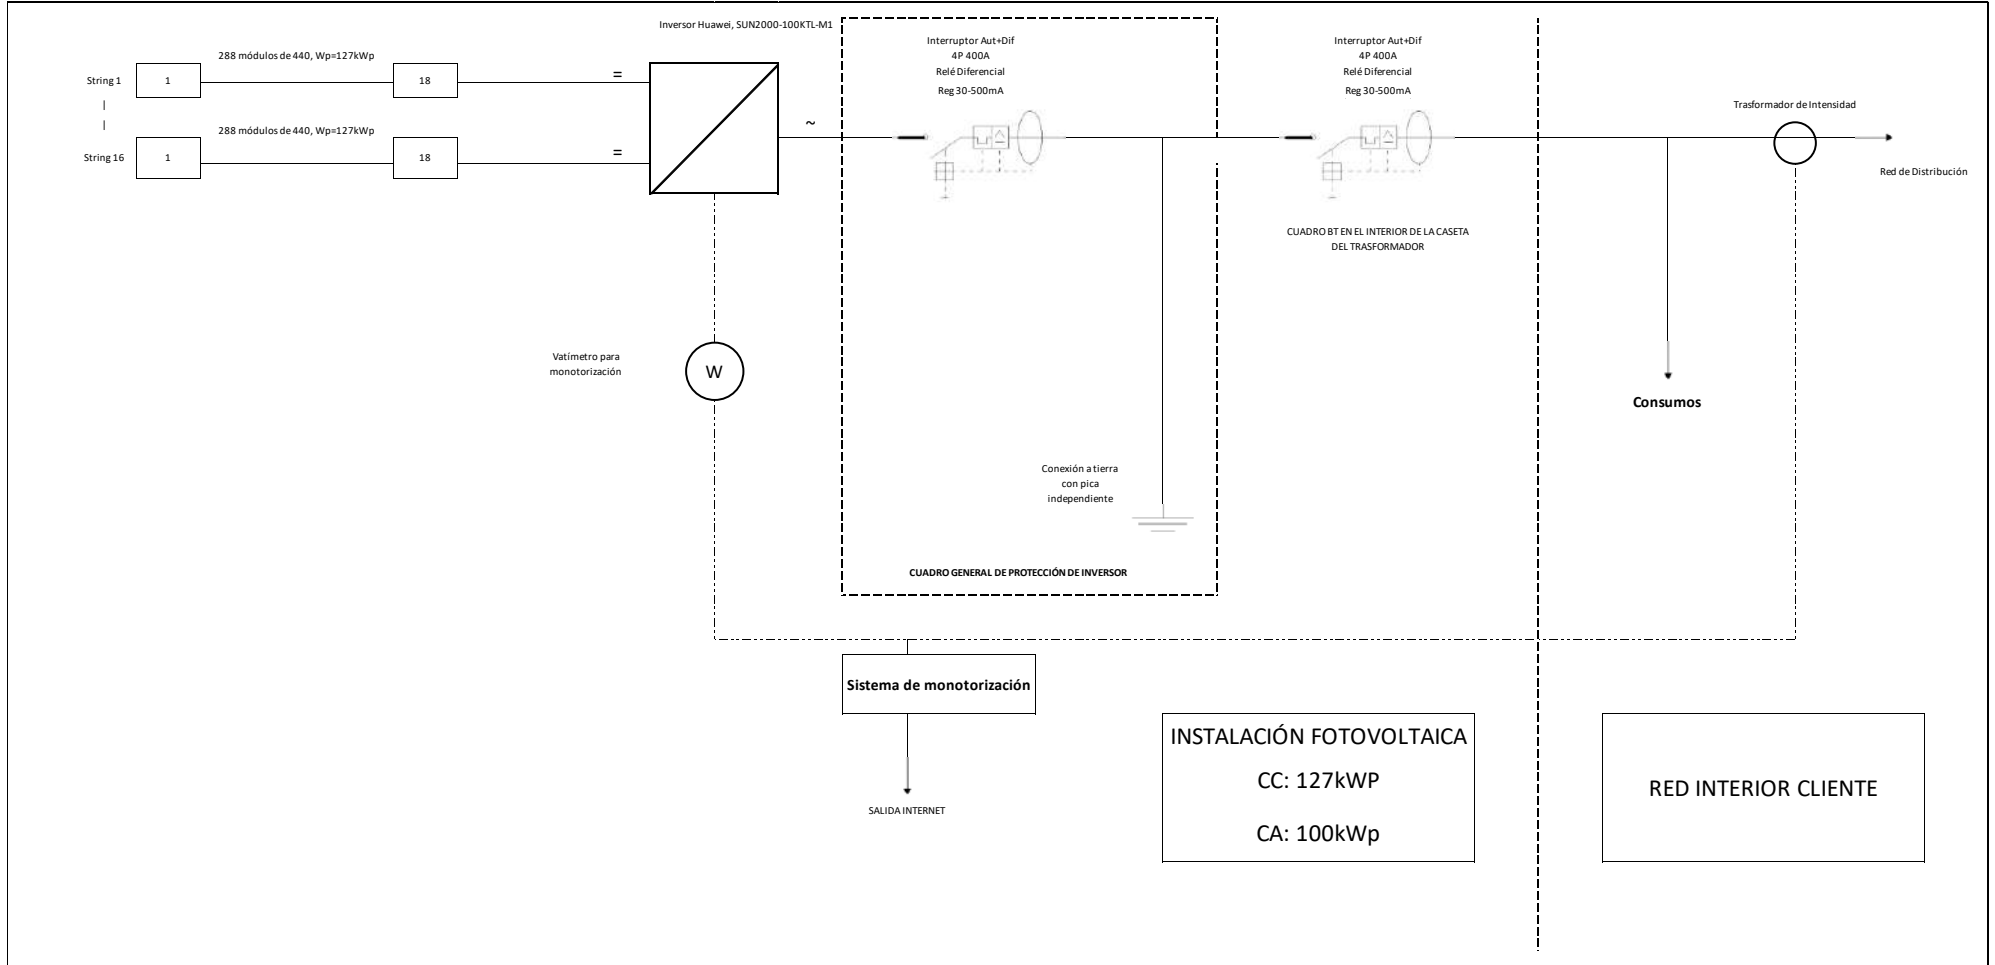 Inversor Huawei, SUN2000-100KTL-M1
288 módulos de 440, Wp=127kWp
String 1
1
18
=
|
|
288 módulos de 440, Wp=127kWp
String 16
1
18
=
~
Interruptor Aut+Dif
4P 400A
Relé Diferencial
Reg 30-500mA
Interruptor Aut+Dif
4P 400A
Relé Diferencial
Reg 30-500mA
Trasformador de Intensidad
Red de Distribución
CUADRO BT EN EL INTERIOR DE LA CASETA
DEL TRASFORMADOR
Vatímetro para
monotorización
W
Consumos
Conexión a tierra
con pica
independiente
CUADRO GENERAL DE PROTECCIÓN DE INVERSOR
Sistema de monotorización
SALIDA INTERNET
INSTALACIÓN FOTOVOLTAICA
CC: 127kWP
CA: 100kWp
RED INTERIOR CLIENTE